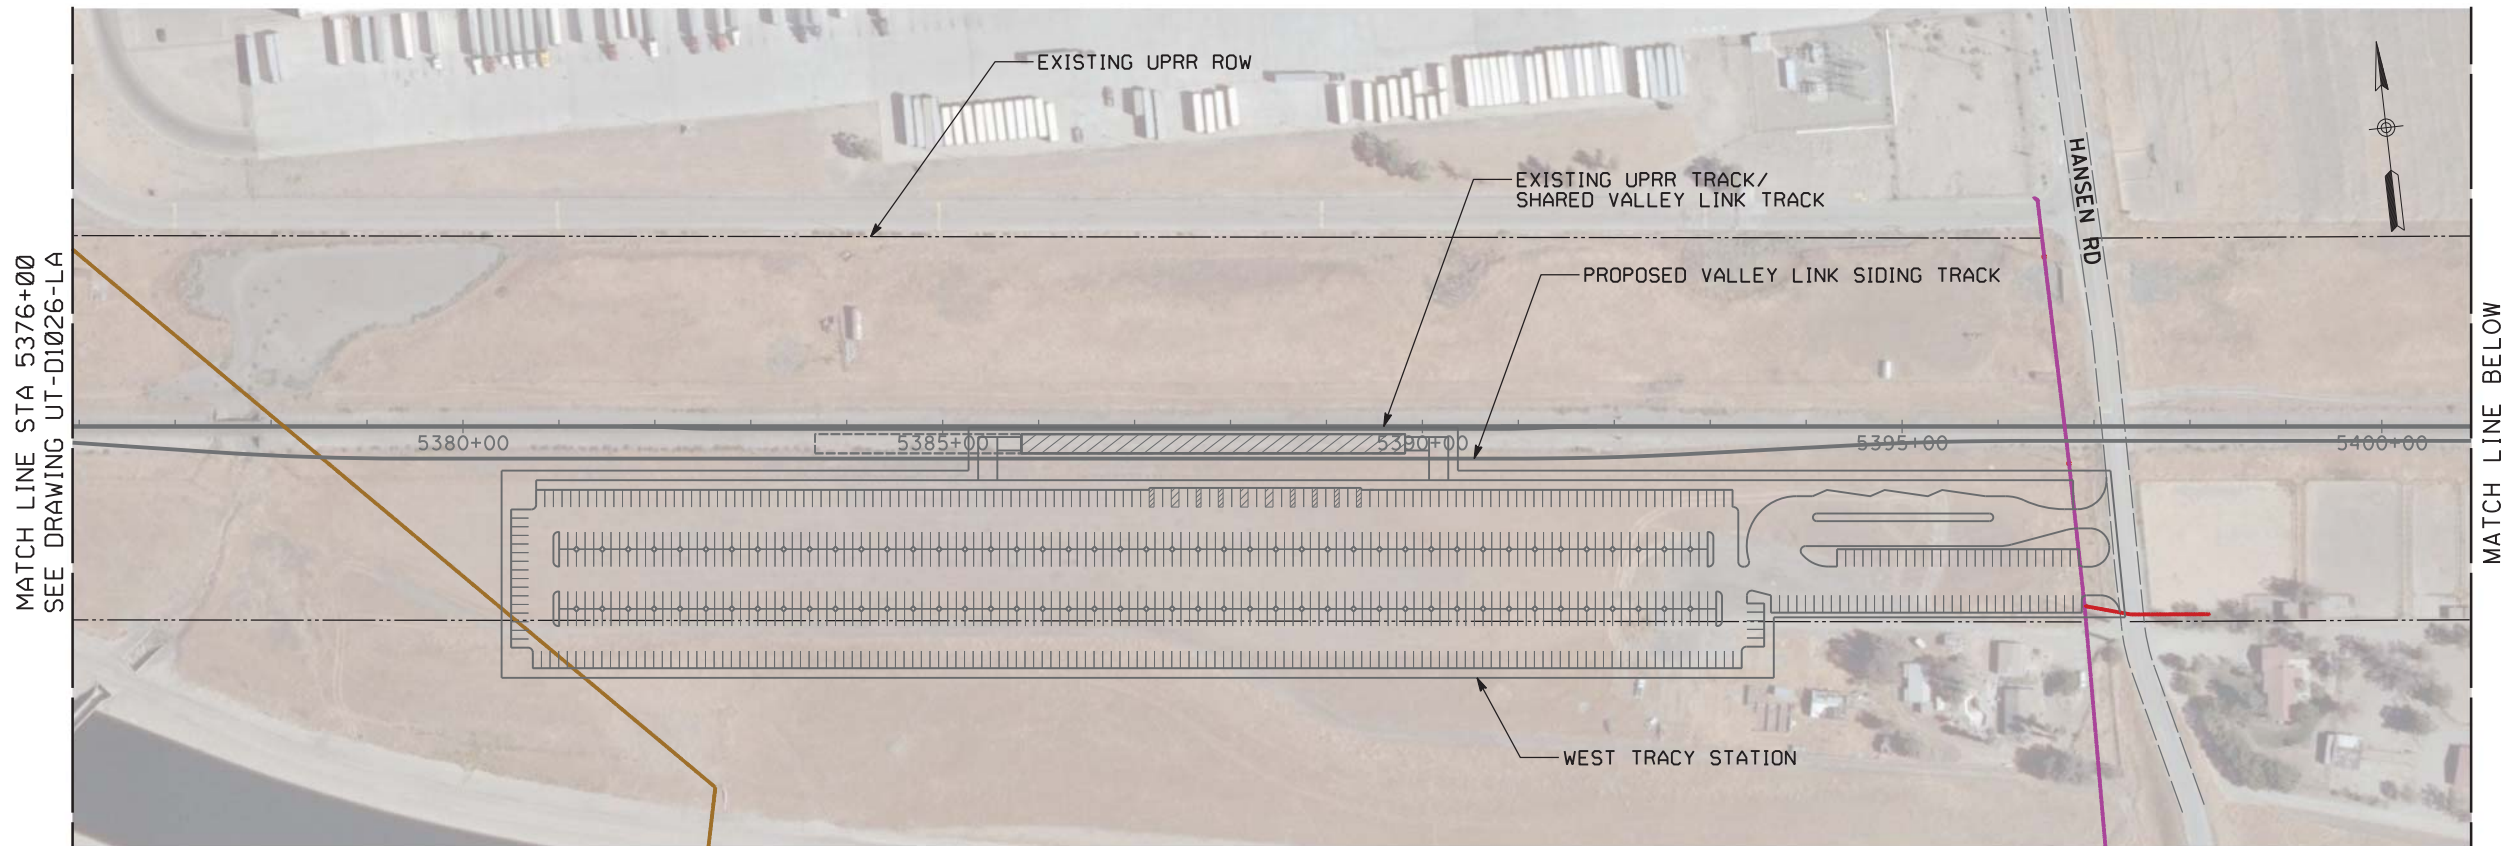 MATCH LINE STA 5376+00
SEE DRAWING UT-D1026-LA
EXISTING UPRR ROW
EXISTING UPRR TRACK/
SHARED VALLEY LINK TRACK
HANSEN RD
PROPOSED VALLEY LINK SIDING TRACK
5380+00
5385+00
5390+00
5395+00
5400+00
WEST TRACY STATION
MATCH LINE BELOW